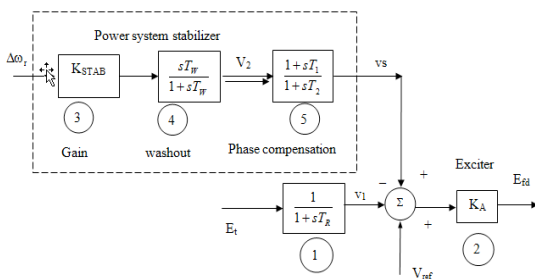 Power system stabilizer
Δω_r
K_STAB
sT_W
1+sT_W
V_2
1+sT_1
1+sT_2
vs
3
4
5
Gain
washout
Phase compensation
Exciter
−
+
E_fd
1
1+sT_R
v_1
Σ
K_A
E_t
+
1
2
V_ref